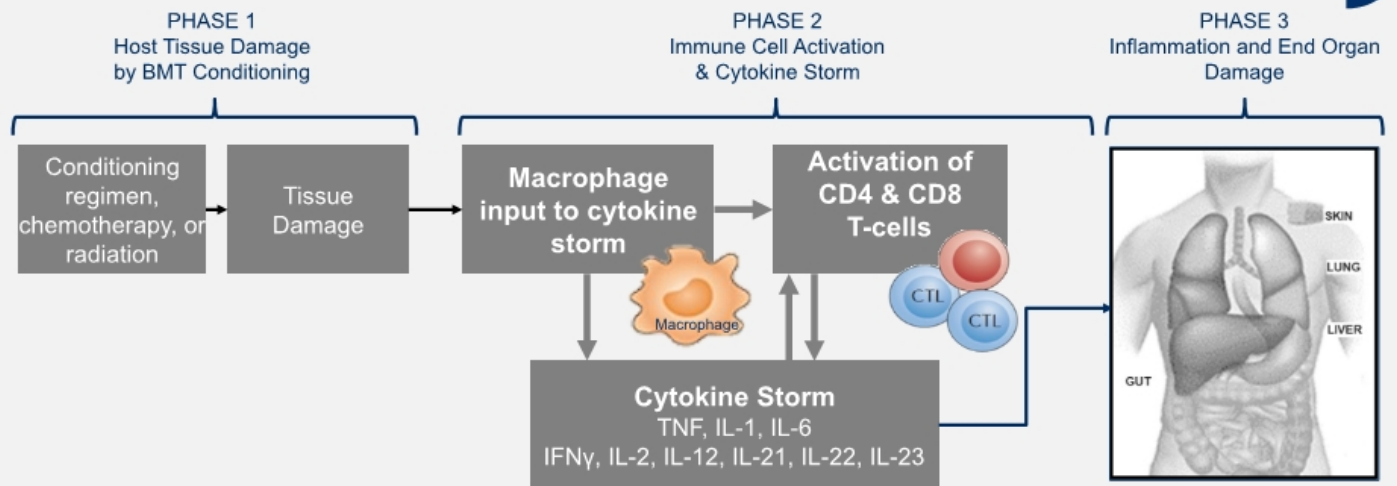 PHASE 1
Host Tissue Damage
by BMT Conditioning
PHASE 2
Immune Cell Activation
& Cytokine Storm
PHASE 3
Inflammation and End Organ
Damage
Conditioning
regimen,
chemotherapy, or
radiation
Tissue
Damage
Macrophage
input to cytokine
storm
Macrophage
Activation of
CD4 & CD8
T-cells
CTL
CTL
Cytokine Storm
TNF, IL-1, IL-6
IFNγ, IL-2, IL-12, IL-21, IL-22, IL-23
SKIN
LUNG
LIVER
GUT